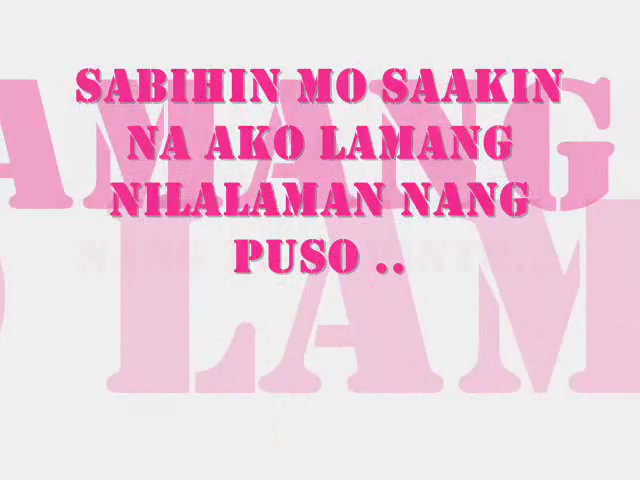 SABIHIN MO SAAKIN
NA AKO LAMANG
NILALAMAN NANG
PUSO ..